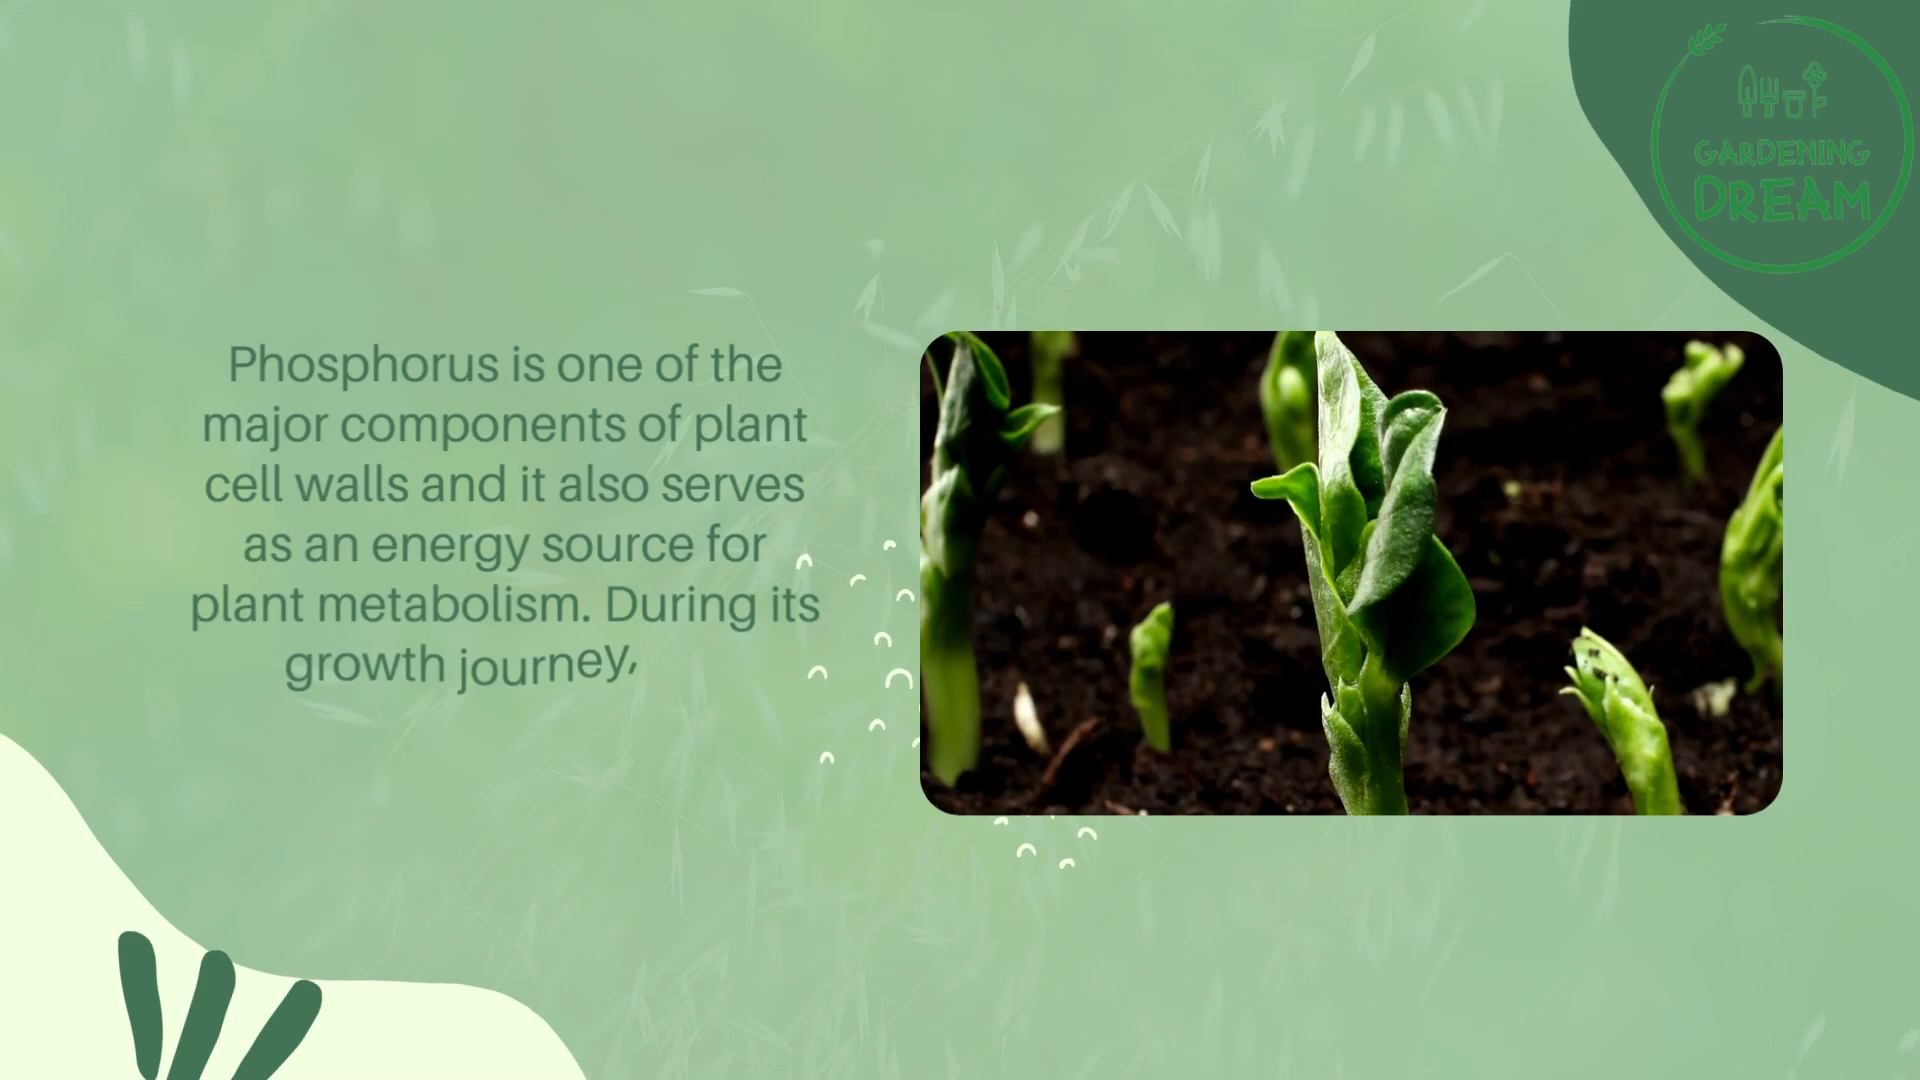 GARDENING
DREAM
Phosphorus is one of the
major components of plant
cell walls and it also serves
as an energy source for
plant metabolism. During its
growth journey,